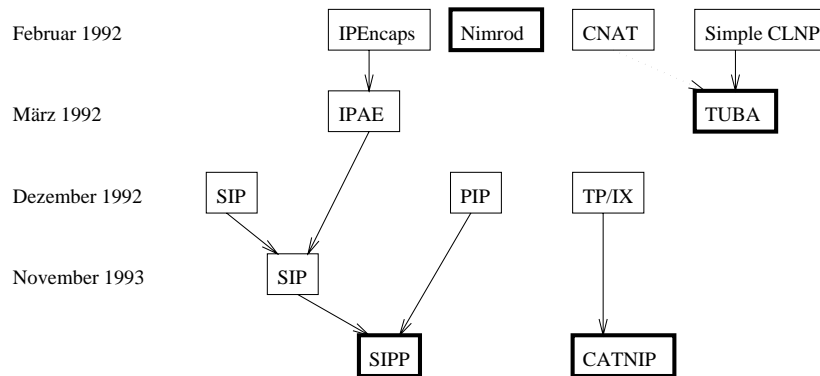 Februar 1992 IPEncaps Nimrod CNAT Simple CLNP
März 1992 IPAE TUBA
Dezember 1992 SIP PIP TP/IX
November 1993 SIP
SIPP CATNIP